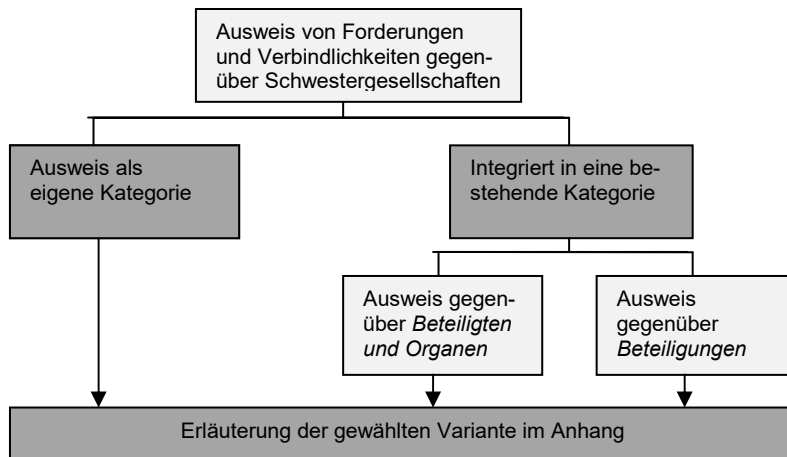 Ausweis von Forderungen
und Verbindlichkeiten gegen-
über Schwestergesellschaften
Ausweis als
eigene Kategorie
Integriert in eine be-
stehende Kategorie
Ausweis gegen-
über Beteiligten
und Organen
Ausweis
gegenüber
Beteiligungen
Erläuterung der gewählten Variante im Anhang